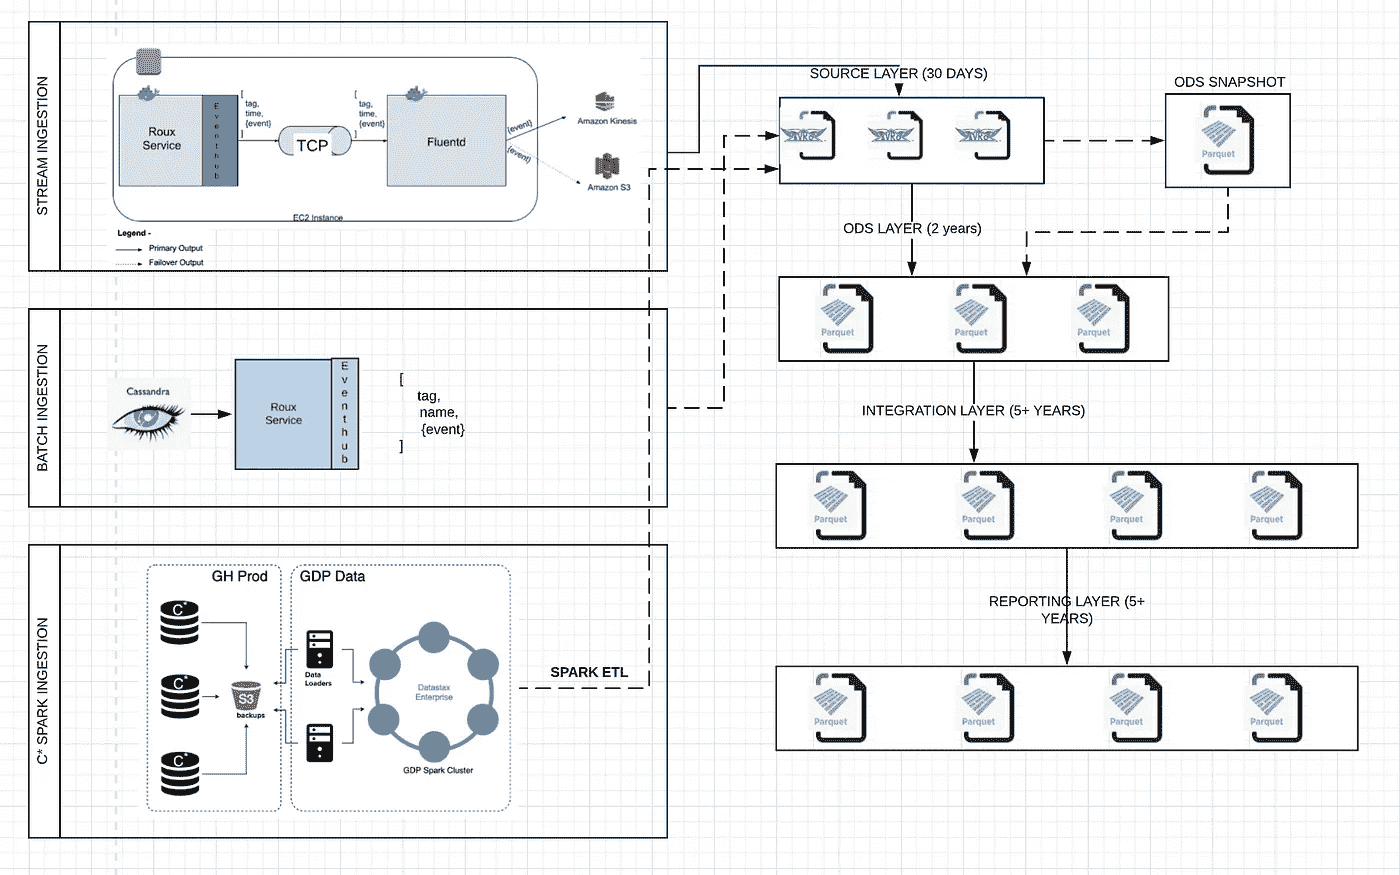 STREAM INGESTION
Roux
Service
Eventhub
[
tag,
time,
{event}
]
TCP
[
tag,
time,
{event}
]
Fluentd
{event}
{event}
Amazon Kinesis
Amazon S3
EC2 Instance
Legend -
Primary Output
Failover Output
BATCH INGESTION
Cassandra
Roux
Service
Eventhub
[
tag,
name,
{event}
]
C* SPARK INGESTION
GH Prod
C*
C*
C*
S3
backups
GDP Data
Data
Loaders
Datastax
Enterprise
GDP Spark Cluster
SPARK ETL
SOURCE LAYER (30 DAYS)
AVRO
AVRO
AVRO
ODS SNAPSHOT
Parquet
ODS LAYER (2 years)
Parquet
Parquet
Parquet
INTEGRATION LAYER (5+ YEARS)
Parquet
Parquet
Parquet
Parquet
REPORTING LAYER (5+
YEARS)
Parquet
Parquet
Parquet
Parquet